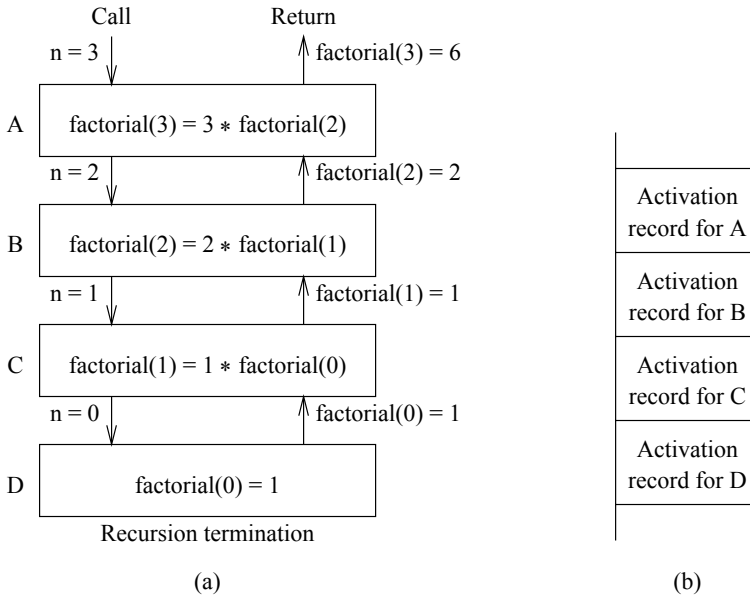 Call
Return
n = 3
factorial(3) = 6
A
factorial(3) = 3 * factorial(2)
n = 2
factorial(2) = 2
B
factorial(2) = 2 * factorial(1)
n = 1
factorial(1) = 1
C
factorial(1) = 1 * factorial(0)
n = 0
factorial(0) = 1
D
factorial(0) = 1
Recursion termination
(a)
Activation
record for A
Activation
record for B
Activation
record for C
Activation
record for D
(b)